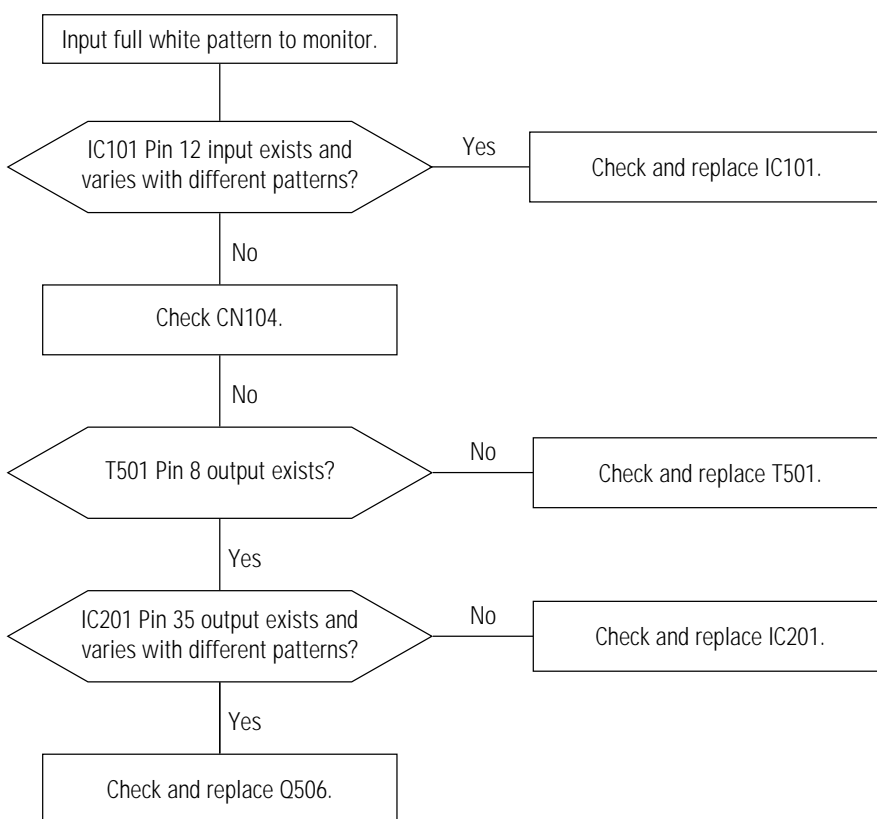 Input full white pattern to monitor.
IC101 Pin 12 input exists and
varies with different patterns?
Yes
Check and replace IC101.
No
Check CN104.
No
T501 Pin 8 output exists?
No
Check and replace T501.
Yes
IC201 Pin 35 output exists and
varies with different patterns?
No
Check and replace IC201.
Yes
Check and replace Q506.